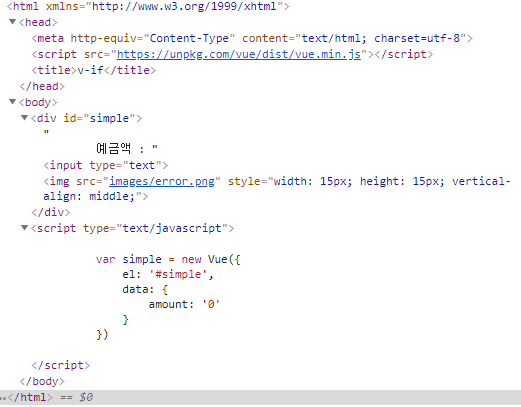 <html xmlns="http://www.w3.org/1999/xhtml">
▼<head>
<meta http-equiv="Content-Type" content="text/html; charset=utf-8">
<script src="https://unpkg.com/vue/dist/vue.min.js"></script>
<title>v-if</title>
</head>
▼<body>
▼<div id="simple">
"
예금액 : "
<input type="text">
<img src="images/error.png" style="width: 15px; height: 15px; vertical-
align: middle;">
</div>
▼<script type="text/javascript">
var simple = new Vue({
el: '#simple',
data: {
amount: '0'
}
})
</script>
</body>
…</html> == $0